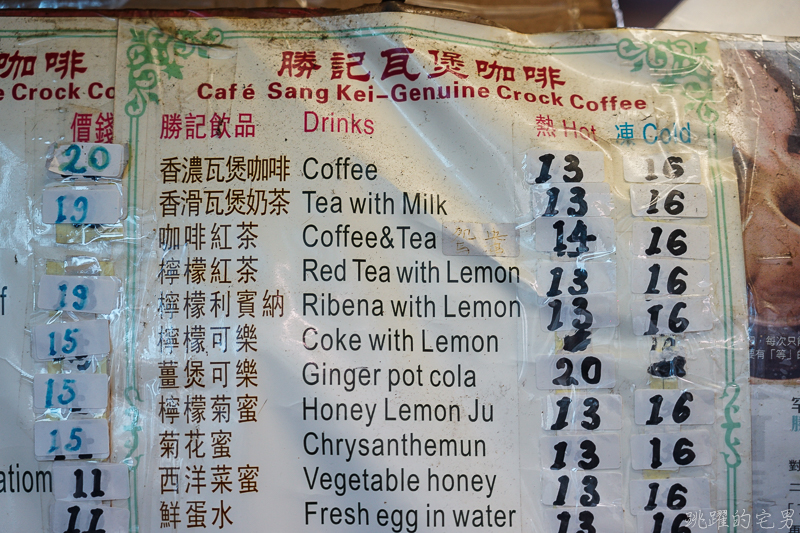 咖啡 勝記瓦煲咖啡
e Crock Co Café Sang Kei-Genuine Crock Coffee
價錢 勝記飲品 Drinks 熱 Hot 凍 Cold
20 香濃瓦煲咖啡 Coffee 13 16
19 香滑瓦煲奶茶 Tea with Milk 13 16
咖啡紅茶 Coffee&Tea 14 16
檸檬紅茶 Red Tea with Lemon 13 16
19 檸檬利賓納 Ribena with Lemon 13 16
15 檸檬可樂 Coke with Lemon
薑煲可樂 Ginger pot cola 20
15 檸檬菊蜜 Honey Lemon Ju 13 16
15 菊花蜜 Chrysanthemun 13 16
atiom 11 西洋菜蜜 Vegetable honey 13 16
11 鮮蛋水 Fresh egg in water 13 16
每次只
有「等」的
跳躍的宅男